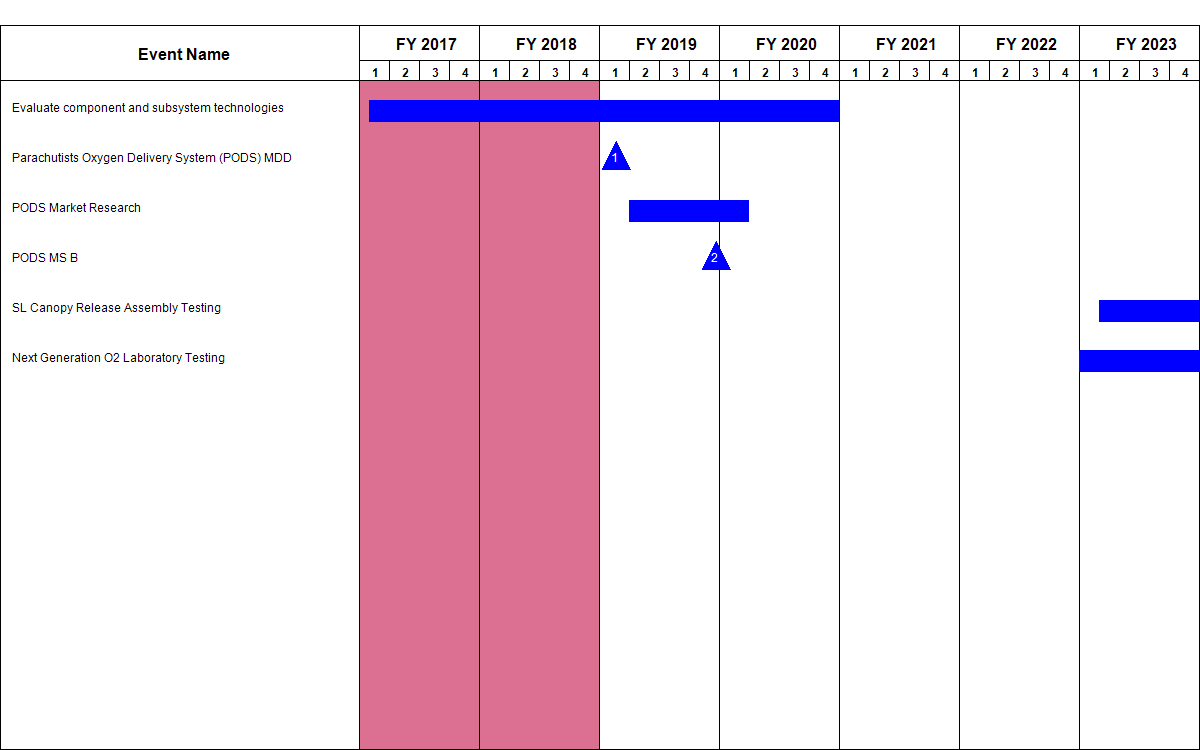 Event Name FY 2017 FY 2018 FY 2019 FY 2020 FY 2021 FY 2022 FY 2023
1 2 3 4 1 2 3 4 1 2 3 4 1 2 3 4 1 2 3 4 1 2 3 4 1 2 3 4
Evaluate component and subsystem technologies
Parachutists Oxygen Delivery System (PODS) MDD 1
PODS Market Research
PODS MS B 2
SL Canopy Release Assembly Testing
Next Generation O2 Laboratory Testing